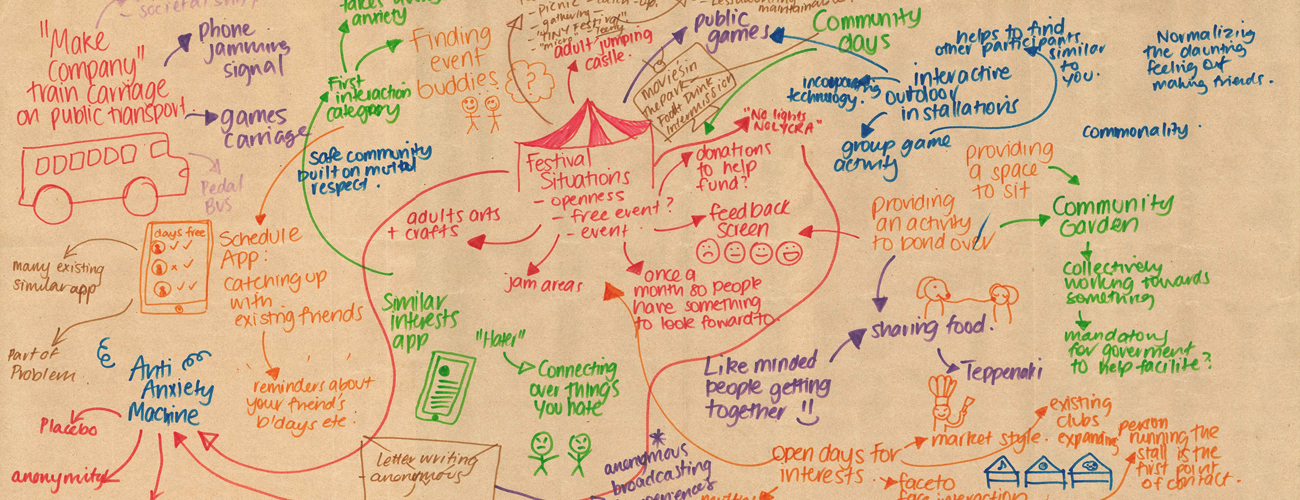 societal
"Make
Company"
train carriage
on public transport.
Phone
jamming
signal
games
Carriage
Pedal
Bus
anxiety
First
interaction
category
Finding
event
buddies
?
Safe community
built on mutual
respect.
picnic
- gathering
- "TINY Festival"
adult jumping
castle.
Public
games
Community
days
movies in
the park
Food + Drink
Intermission
"No lights
No LYCRA"
incorporating
technology.
interactive
outdoor
installations
helps to find
other participants
similar
to
you.
group game
activity
Normalizing
the daunting
feeling of
making friends.
commonality.
Festival
Situations
- openness
- free event?
- event
donations
to help
fund?
feedback
screen
once a
month so people
have something
to look foward to.
jam areas
adults arts
+ crafts
providing
a space
to sit
providing
an activity
to bond over
Community
Garden
Collectively
working towards
something
mandatory
for goverment
to help facilite?
sharing food.
Teppenaki
Like minded
people getting
together !!
many existing
similar app
Part of
Problem
days free
Schedule
App:
catching up
with
existing friends
reminders about
your friend's
b'days etc.
Similar
interests
app
"Hater"
Connecting
over thing's
you hate
Anti
Anxiety
Machine
Placebo
anonymity
letter writing
- anonymous
anonymous
broadcasting
open days for
interests
market style.
existing
clubs
expanding
person
running the
stall is the
first point
of contact.
face to
face interaction